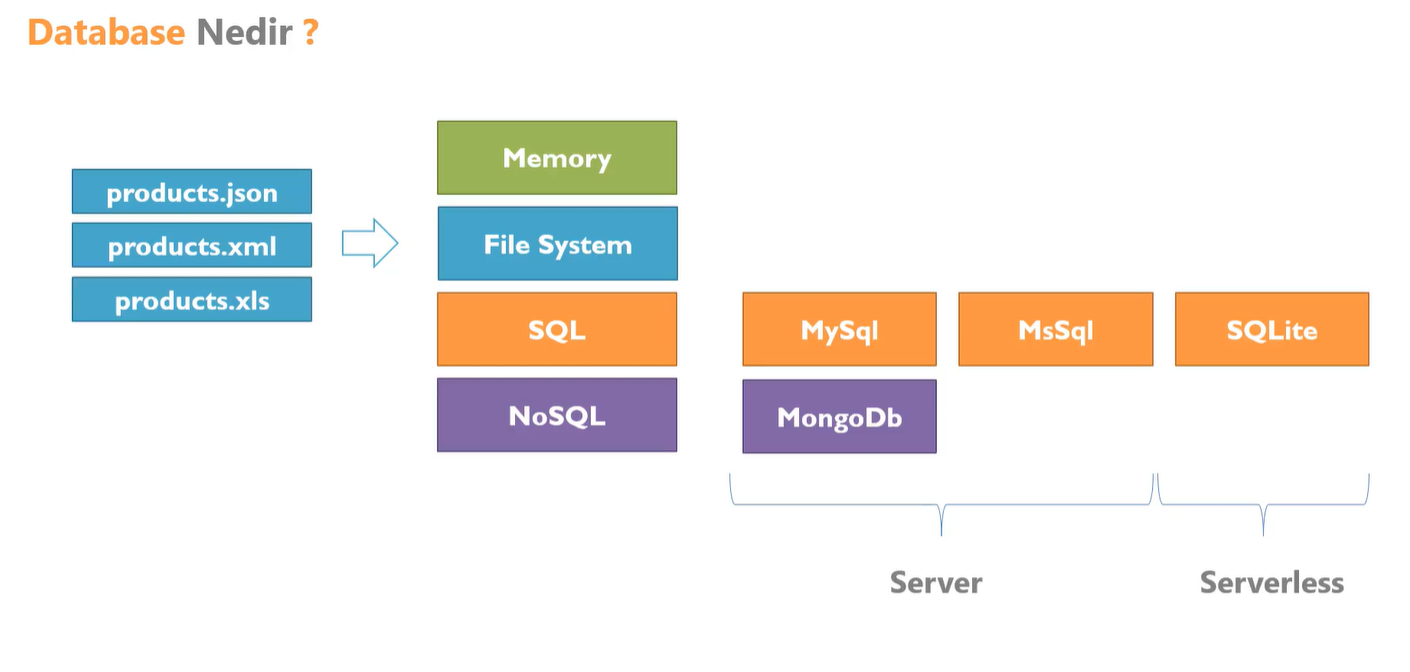 Database Nedir ?
products.json
products.xml
products.xls
Memory
File System
SQL
NoSQL
MySql
MsSql
SQLite
MongoDb
Server
Serverless